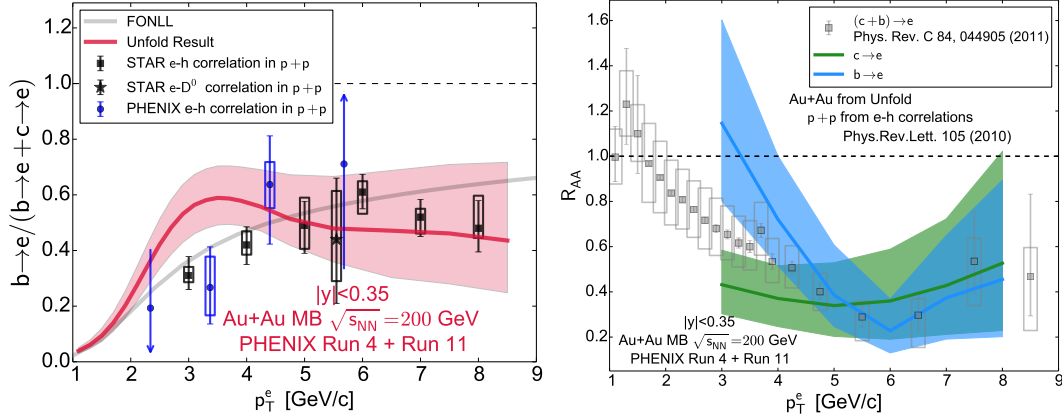 FONLL
Unfold Result
STAR e-h correlation in p+p
STAR e-D⁰ correlation in p+p
PHENIX e-h correlation in p+p
b→e/(b→e+c→e)
1.2
1.0
0.8
0.6
0.4
0.2
0.0
|y|<0.35
Au+Au MB √sNN=200 GeV
PHENIX Run 4 + Run 11
1 2 3 4 5 6 7 8 9
pTe [GeV/c]
(c+b)→e
Phys. Rev. C 84, 044905 (2011)
c→e
b→e
Au+Au from Unfold
p+p from e-h correlations
Phys.Rev.Lett. 105 (2010)
RAA
1.6
1.4
1.2
1.0
0.8
0.6
0.4
0.2
|y|<0.35
Au+Au MB √sNN=200 GeV
PHENIX Run 4 + Run 11
1 2 3 4 5 6 7 8 9
pTe [GeV/c]